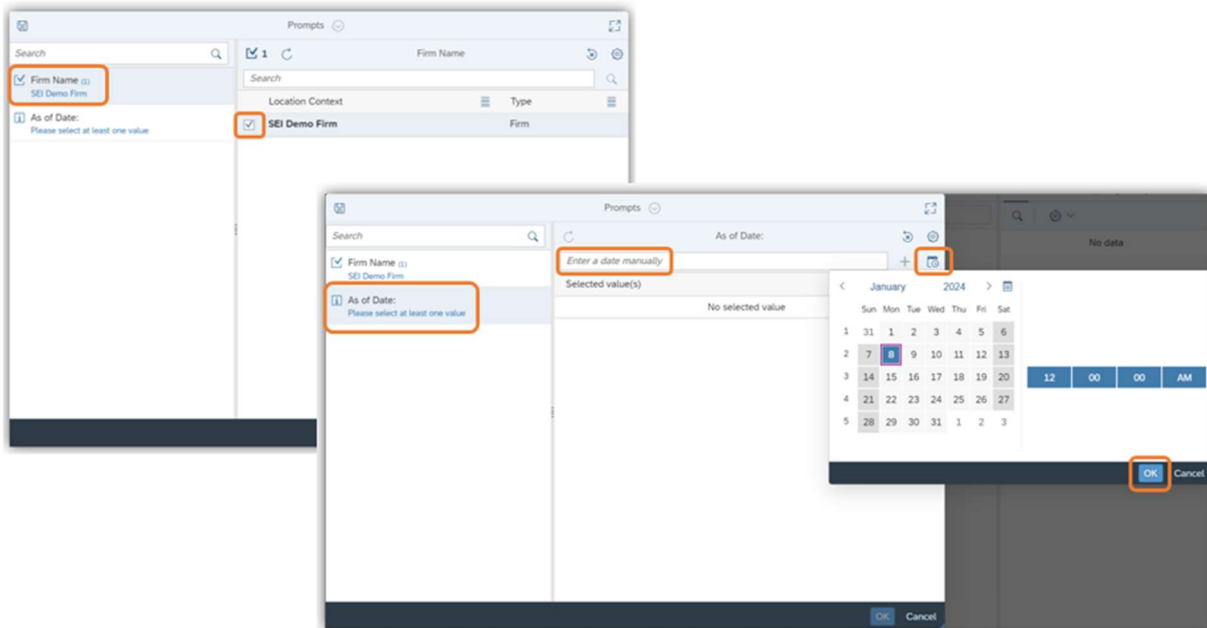 Prompts
Search
Firm Name (1)
SEI Demo Firm
As of Date:
Please select at least one value
1
Firm Name
Search
Location Context
Type
SEI Demo Firm
Firm
Prompts
Search
Firm Name (1)
SEI Demo Firm
As of Date:
Please select at least one value
As of Date:
Enter a date manually
Selected value(s)
No selected value
No data
January 2024
Sun Mon Tue Wed Thu Fri Sat
1 31 1 2 3 4 5 6
2 7 8 9 10 11 12 13
3 14 15 16 17 18 19 20
4 21 22 23 24 25 26 27
5 28 29 30 31 1 2 3
12 00 00 AM
OK Cancel
OK Cancel